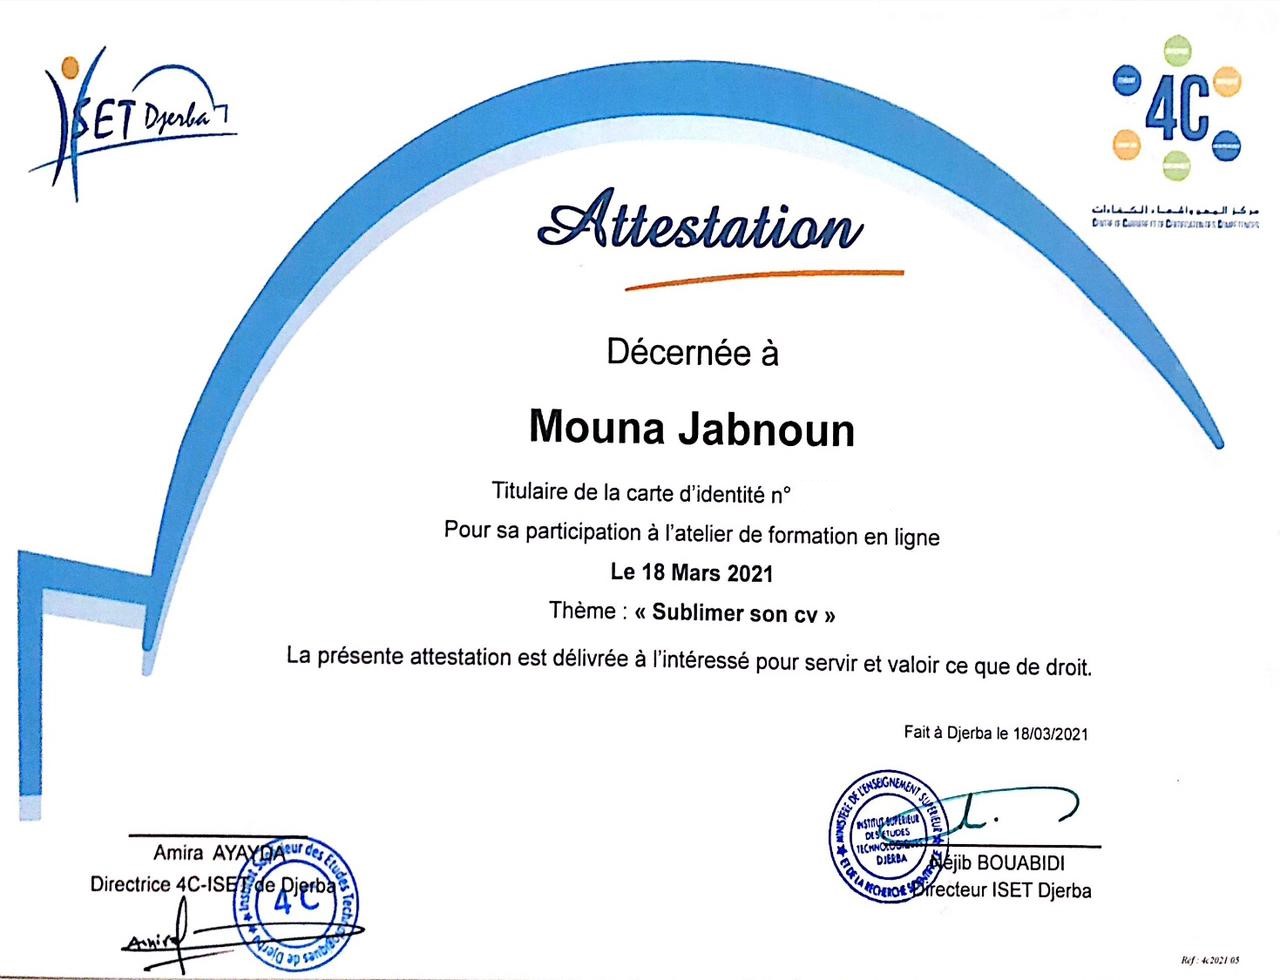 ISET Djerba
4C
مركز المهن وإشهاد الكفاءات
CENTRE DE CARRIÈRE ET DE CERTIFICATION DES COMPÉTENCES
Attestation
Décernée à
Mouna Jabnoun
Titulaire de la carte d'identité n°
Pour sa participation à l'atelier de formation en ligne
Le 18 Mars 2021
Thème : « Sublimer son cv »
La présente attestation est délivrée à l'intéressé pour servir et valoir ce que de droit.
Fait à Djerba le 18/03/2021
MINISTÈRE DE L'ENSEIGNEMENT SUPÉRIEUR
ET DE LA RECHERCHE SCIENTIFIQUE
INSTITUT SUPERIEUR
DES ETUDES
TECHNOLOGIQUES
DJERBA
Néjib BOUABIDI
Directeur ISET Djerba
Amira AYAYDA
Directrice 4C-ISET de Djerba
Institut Supérieur des Etudes Technologiques de Djerba
4C
Amira
Réf : 4c2021 05